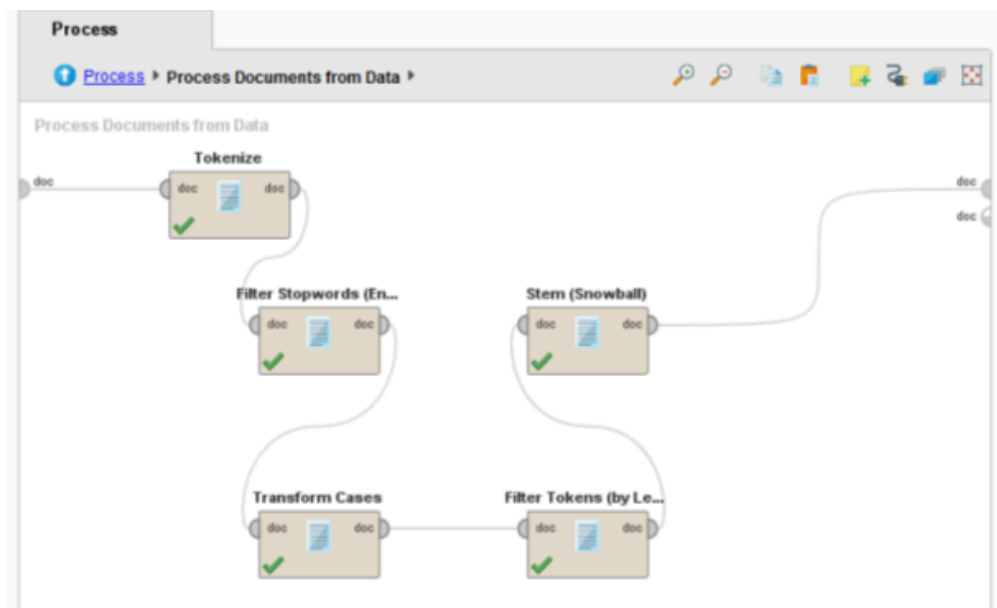 Process
Process Process Documents from Data
Process Documents from Data
Tokenize
doc
doc doc
doc
doc
Filter Stopwords (En...
doc doc
Stem (Snowball)
doc doc
Transform Cases
doc doc
Filter Tokens (by Le...
doc doc